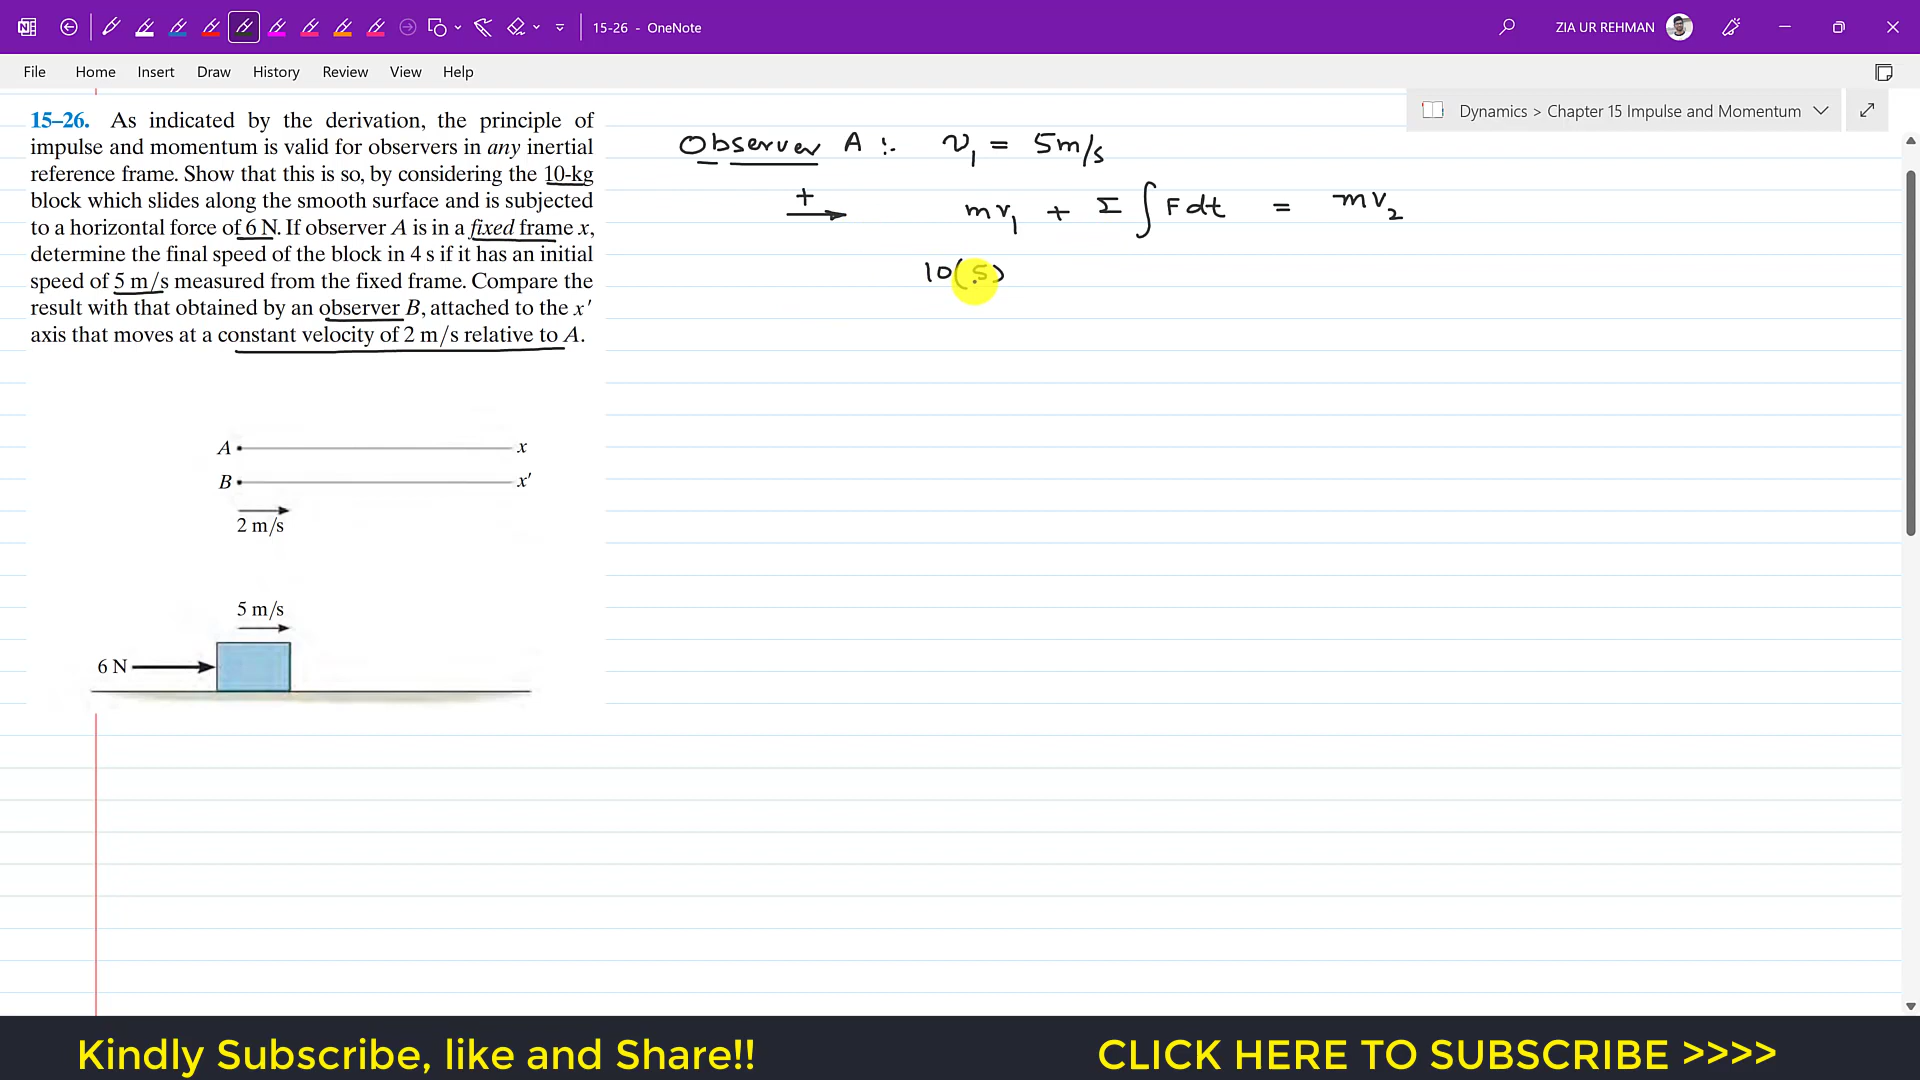 15-26 - OneNote
ZIA UR REHMAN
File Home Insert Draw History Review View Help
Dynamics > Chapter 15 Impulse and Momentum
15–26. As indicated by the derivation, the principle of
impulse and momentum is valid for observers in any inertial
reference frame. Show that this is so, by considering the 10-kg
block which slides along the smooth surface and is subjected
to a horizontal force of 6 N. If observer A is in a fixed frame x,
determine the final speed of the block in 4 s if it has an initial
speed of 5 m/s measured from the fixed frame. Compare the
result with that obtained by an observer B, attached to the x′
axis that moves at a constant velocity of 2 m/s relative to A.
A x
B x′
2 m/s
5 m/s
6 N
Observer A :. v₁ = 5m/s
+ mv₁ + Σ ∫ F dt = mv₂
10(5)
Kindly Subscribe, like and Share!!
CLICK HERE TO SUBSCRIBE >>>>